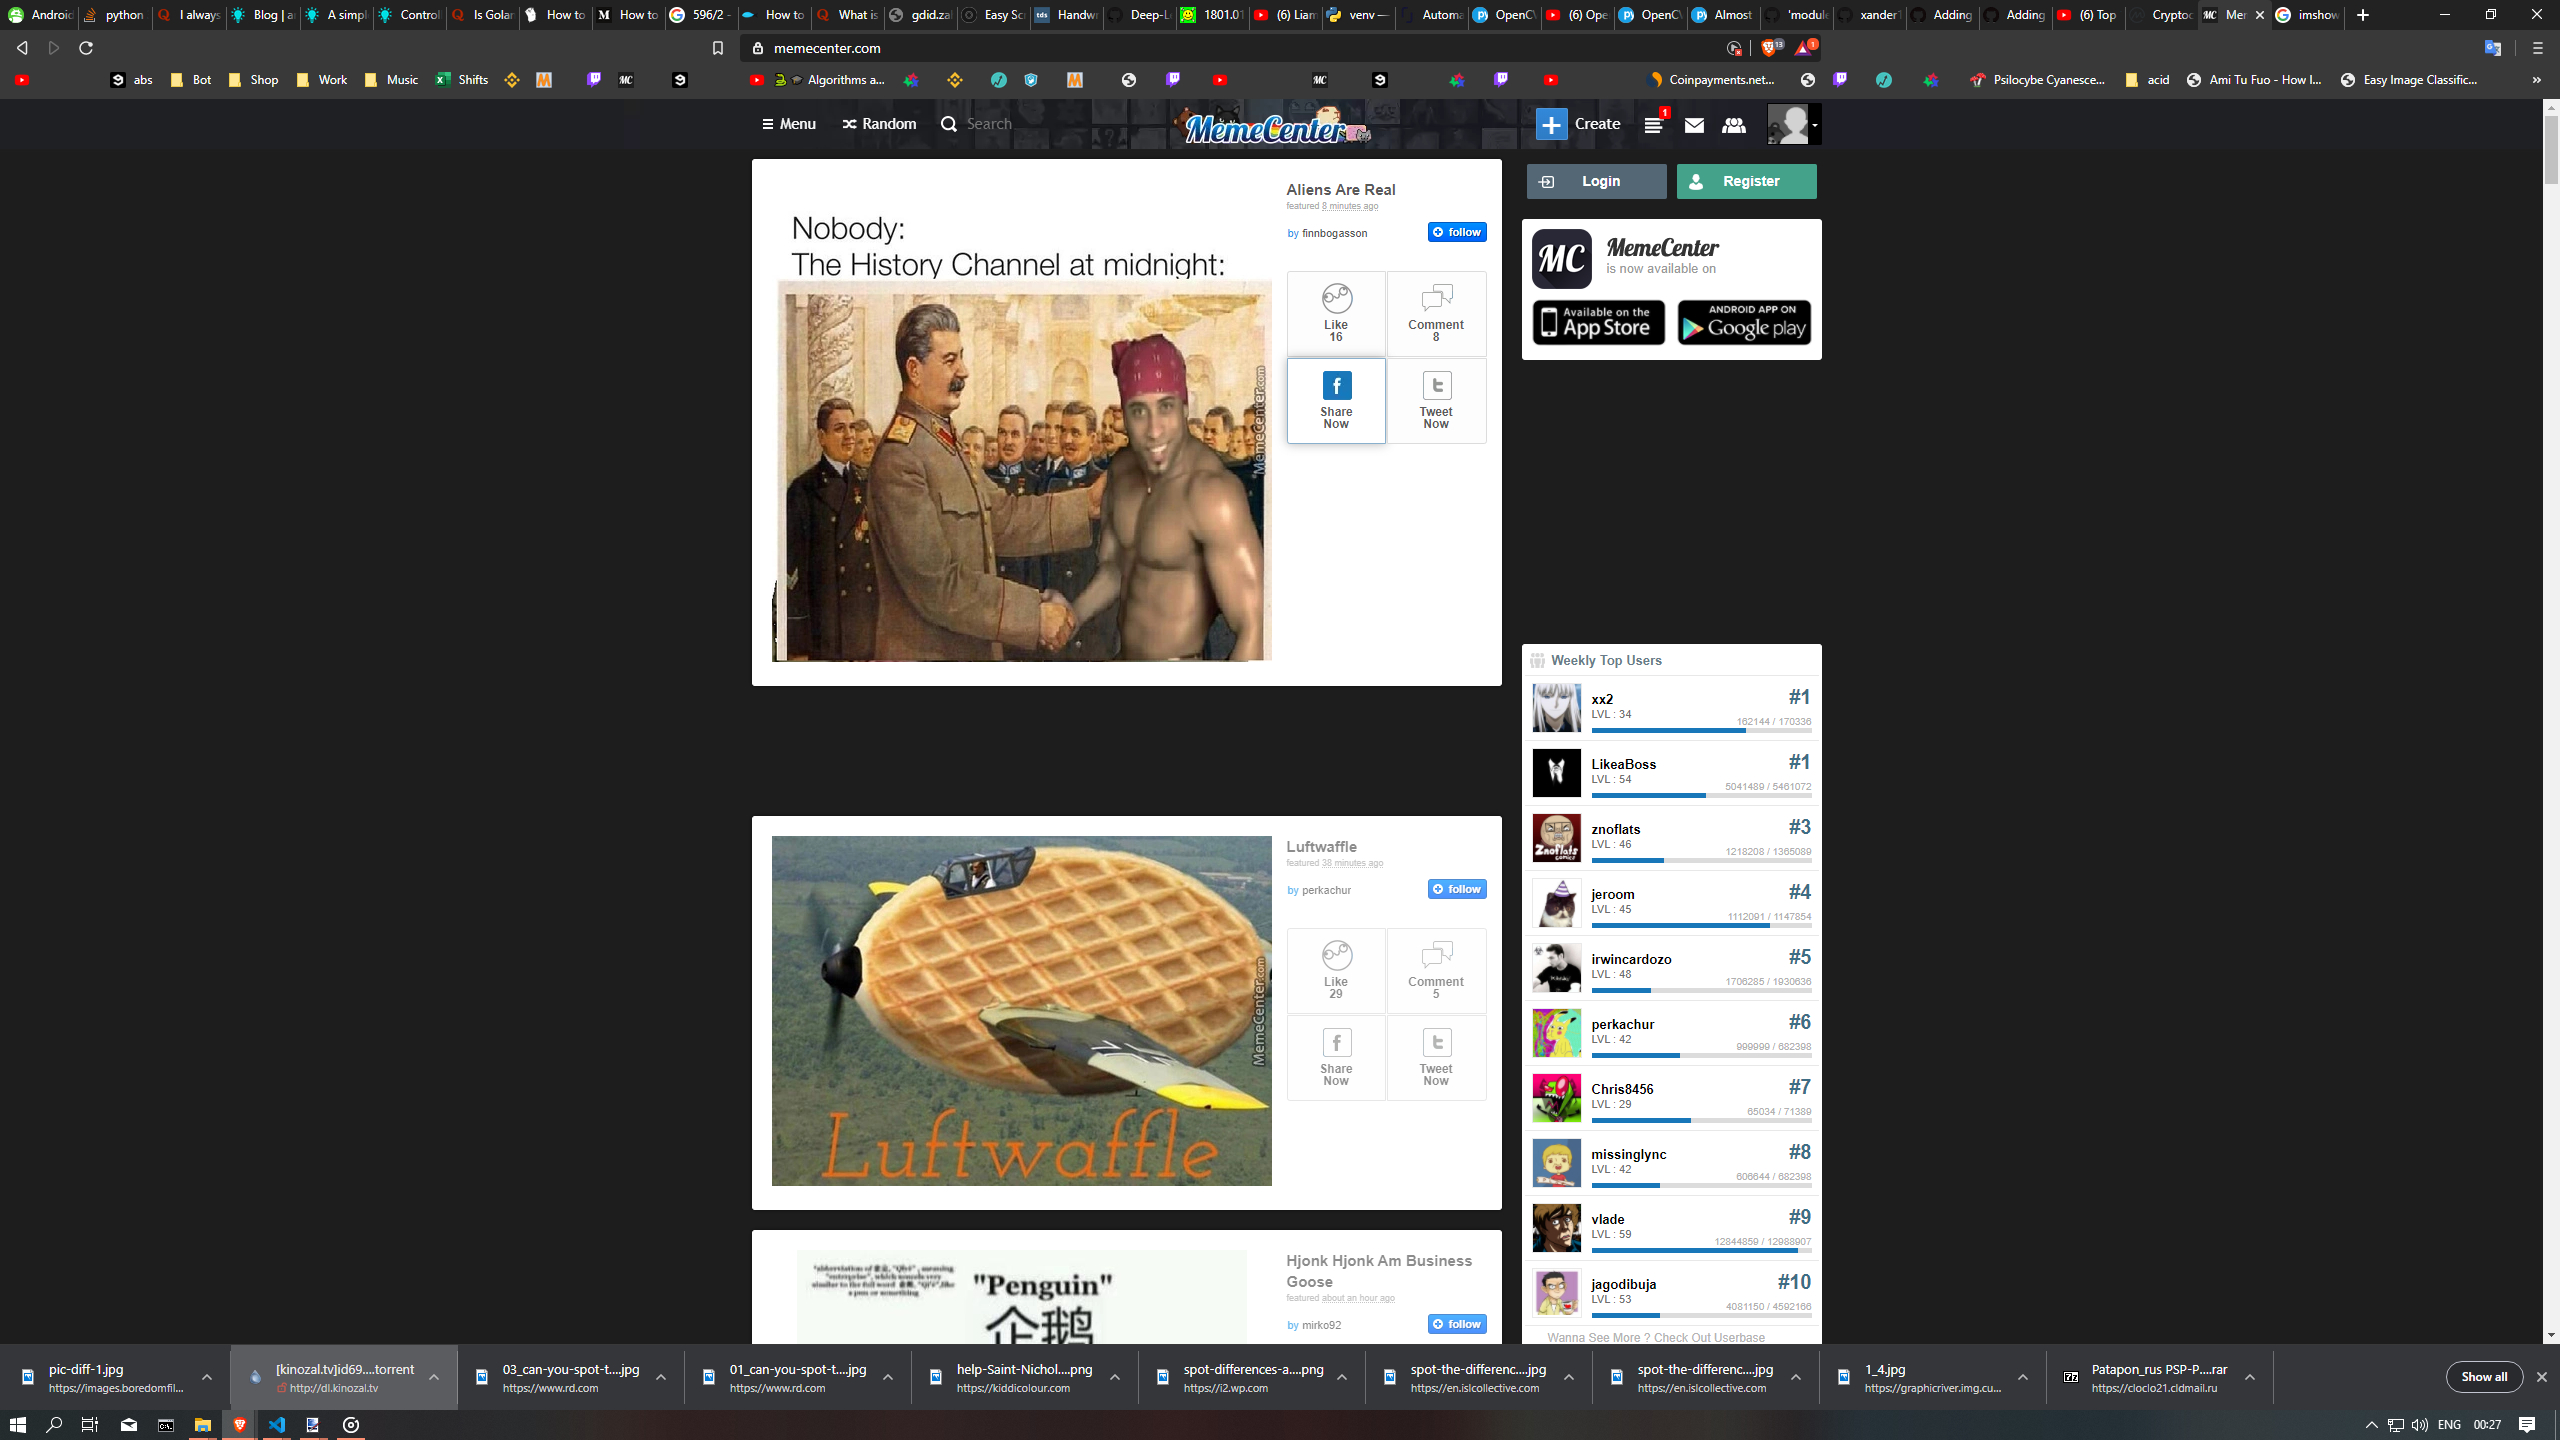 Android
python
I always
Blog | a
A simpl
Control
Is Golan
How to
How to
596/2 -
How to
What is
gdid.zal
Easy Scr
Handwr
Deep-Le
1801.01
(6) Liam
venv —
Automa
OpenCV
(6) Ope
OpenCV
Almost
'module
xander1
Adding
Adding
(6) Top
Cryptoc
Mer
imshow
memecenter.com
13
1
abs
Bot
Shop
Work
Music
Shifts
Algorithms a...
Coinpayments.net...
Psilocybe Cyanesce...
acid
Ami Tu Fuo - How I...
Easy Image Classific...
Menu
Random
Search
MemeCenter
Create
1
Nobody:
The History Channel at midnight:
MemeCenter.com
Aliens Are Real
featured 8 minutes ago
by finnbogasson
follow
Like
16
Comment
8
Share
Now
Tweet
Now
Login
Register
MC
MemeCenter
is now available on
Available on the
App Store
ANDROID APP ON
Google play
Luftwaffle
MemeCenter.com
Luftwaffle
featured 38 minutes ago
by perkachur
follow
Like
29
Comment
5
Share
Now
Tweet
Now
Weekly Top Users
xx2
#1
LVL : 34
162144 / 170336
LikeaBoss
#1
LVL : 54
5041489 / 5461072
Znoflats
comics
znoflats
#3
LVL : 46
1218208 / 1365089
jeroom
#4
LVL : 45
1112091 / 1147854
irwincardozo
#5
LVL : 48
1706285 / 1930636
perkachur
#6
LVL : 42
999999 / 682398
Chris8456
#7
LVL : 29
65034 / 71389
missinglync
#8
LVL : 42
606644 / 682398
vlade
#9
LVL : 59
12844859 / 12988907
jagodibuja
#10
LVL : 53
4081150 / 4592166
Wanna See More ? Check Out Userbase
"Penguin"
企鹅
Hjonk Hjonk Am Business
Goose
featured about an hour ago
by mirko92
follow
pic-diff-1.jpg
https://images.boredomfil...
[kinozal.tv]id69....torrent
http://dl.kinozal.tv
03_can-you-spot-t....jpg
https://www.rd.com
01_can-you-spot-t....jpg
https://www.rd.com
help-Saint-Nichol....png
https://kiddicolour.com
spot-differences-a....png
https://i2.wp.com
spot-the-differenc....jpg
https://en.islcollective.com
spot-the-differenc....jpg
https://en.islcollective.com
1_4.jpg
https://graphicriver.img.cu...
Patapon_rus PSP-P....rar
https://cloclo21.cldmail.ru
Show all
ENG
00:27